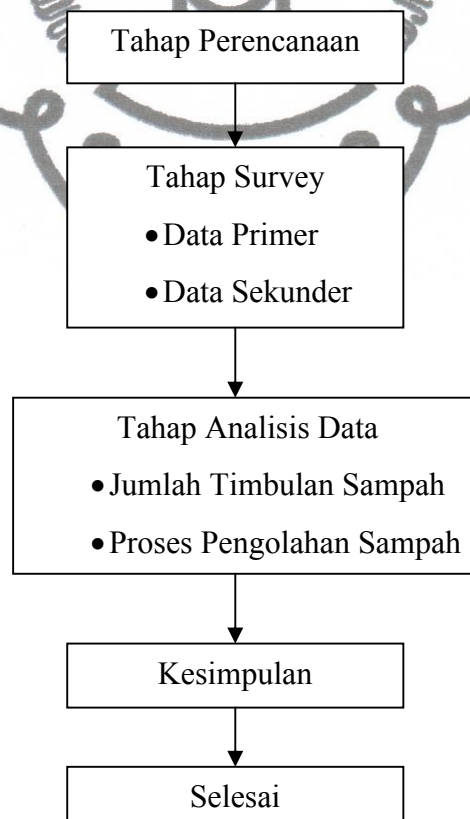 Tahap Perencanaan
Tahap Survey
•Data Primer
•Data Sekunder
Tahap Analisis Data
•Jumlah Timbulan Sampah
•Proses Pengolahan Sampah
Kesimpulan
Selesai